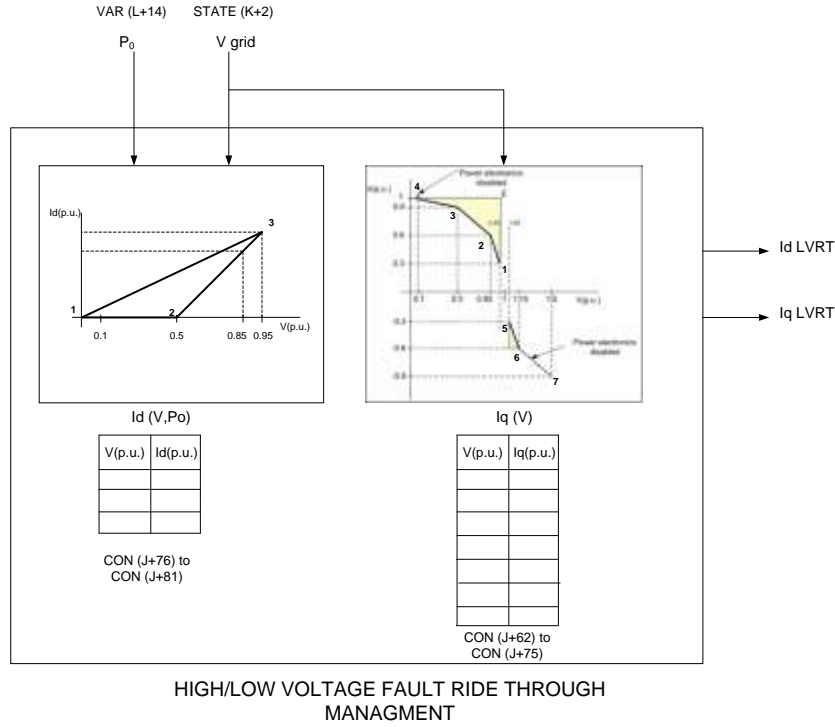 VAR (L+14)
STATE (K+2)
P0
V grid
Id(p.u.)
3
1
2
0.1
0.5
0.85
0.95
V(p.u.)
Id (V,Po)
V(p.u.)
Id(p.u.)
CON (J+76) to
CON (J+81)
Power electronics
disabled
4
3
2
1
5
6
7
Power electronics
disabled
Iq (V)
V(p.u.)
Iq(p.u.)
CON (J+62) to
CON (J+75)
Id LVRT
Iq LVRT
HIGH/LOW VOLTAGE FAULT RIDE THROUGH
MANAGMENT